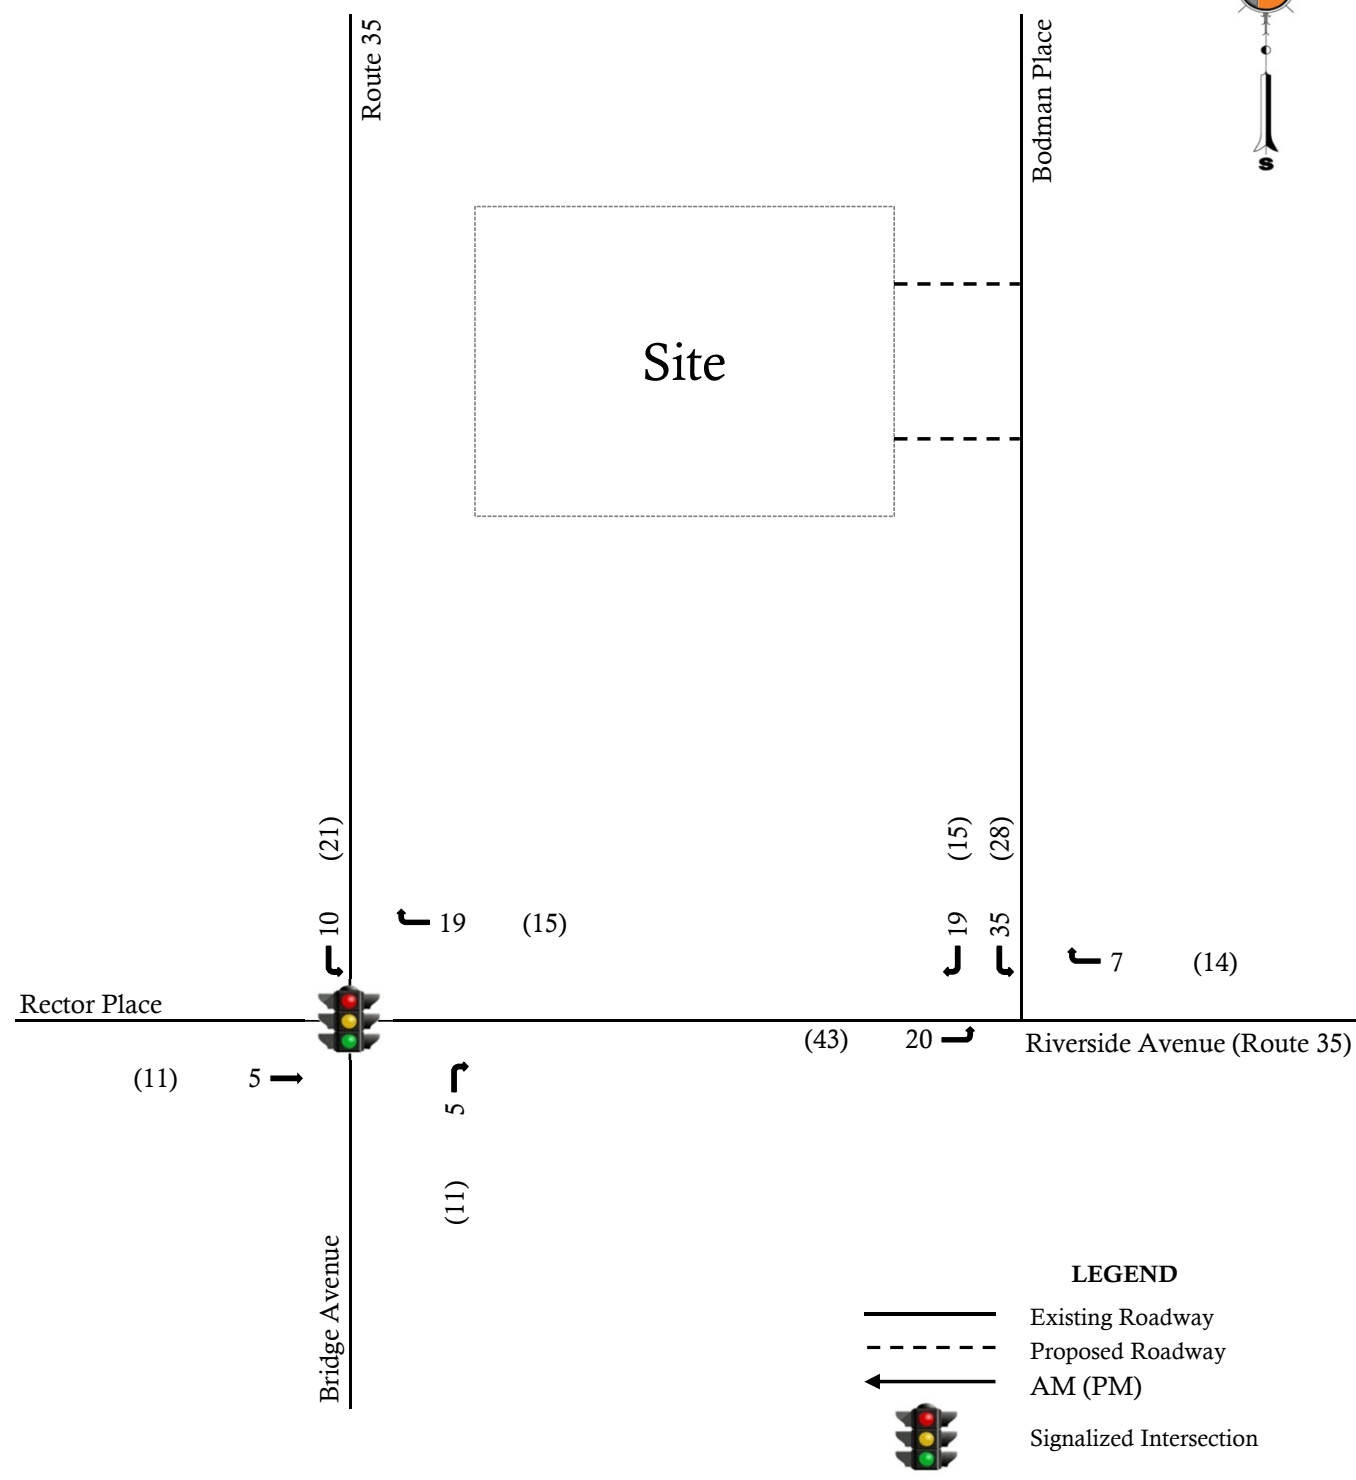 Route 35
Bodman Place
S
Site
(21)
10
19 (15)
(15)
19
(28)
35
7 (14)
Rector Place
(43) 20
Riverside Avenue (Route 35)
(11) 5
5
(11)
Bridge Avenue
LEGEND
Existing Roadway
Proposed Roadway
AM (PM)
Signalized Intersection